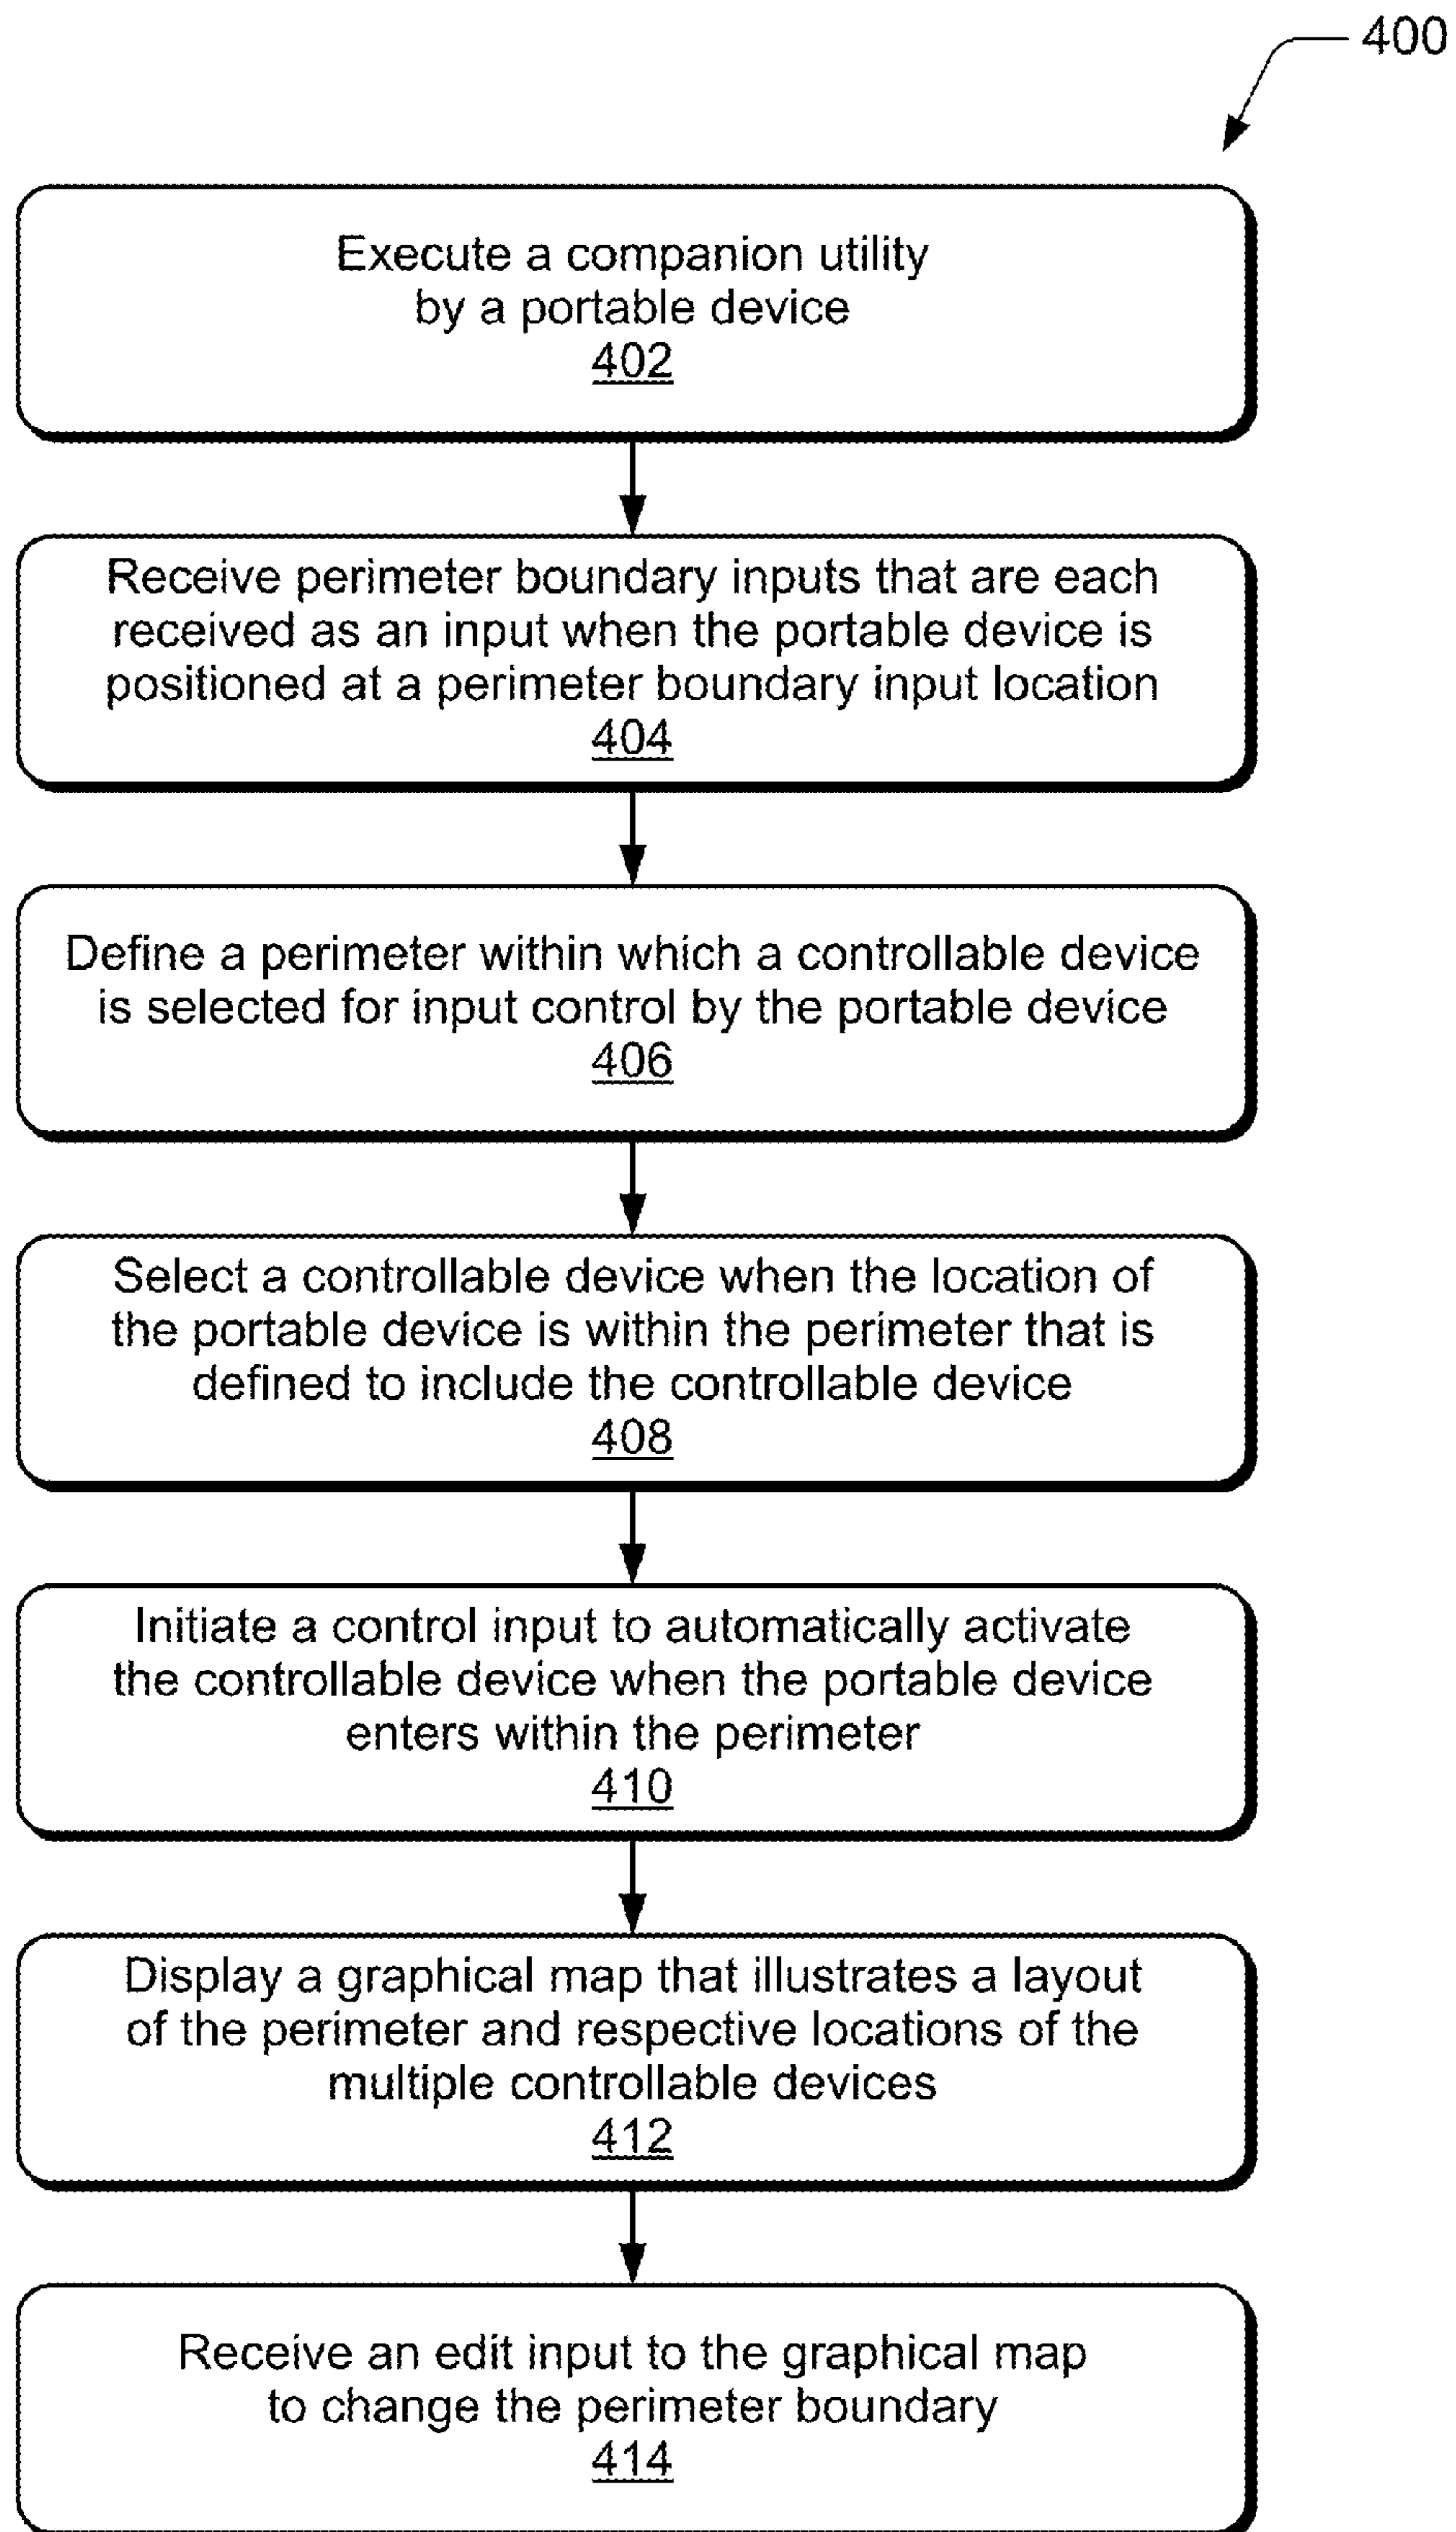 400
Execute a companion utility
by a portable device
402
Receive perimeter boundary inputs that are each
received as an input when the portable device is
positioned at a perimeter boundary input location
404
Define a perimeter within which a controllable device
is selected for input control by the portable device
406
Select a controllable device when the location of
the portable device is within the perimeter that is
defined to include the controllable device
408
Initiate a control input to automatically activate
the controllable device when the portable device
enters within the perimeter
410
Display a graphical map that illustrates a layout
of the perimeter and respective locations of the
multiple controllable devices
412
Receive an edit input to the graphical map
to change the perimeter boundary
414